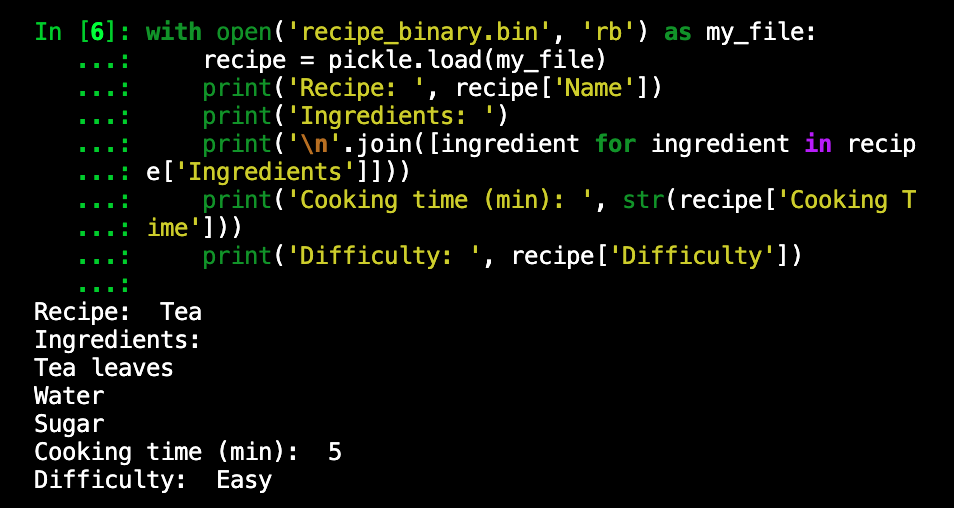 In [6]: with open('recipe_binary.bin', 'rb') as my_file:
   ...:     recipe = pickle.load(my_file)
   ...:     print('Recipe: ', recipe['Name'])
   ...:     print('Ingredients: ')
   ...:     print('\n'.join([ingredient for ingredient in recip
   ...: e['Ingredients']]))
   ...:     print('Cooking time (min): ', str(recipe['Cooking T
   ...: ime']))
   ...:     print('Difficulty: ', recipe['Difficulty'])
   ...:
Recipe:  Tea
Ingredients:
Tea leaves
Water
Sugar
Cooking time (min):  5
Difficulty:  Easy